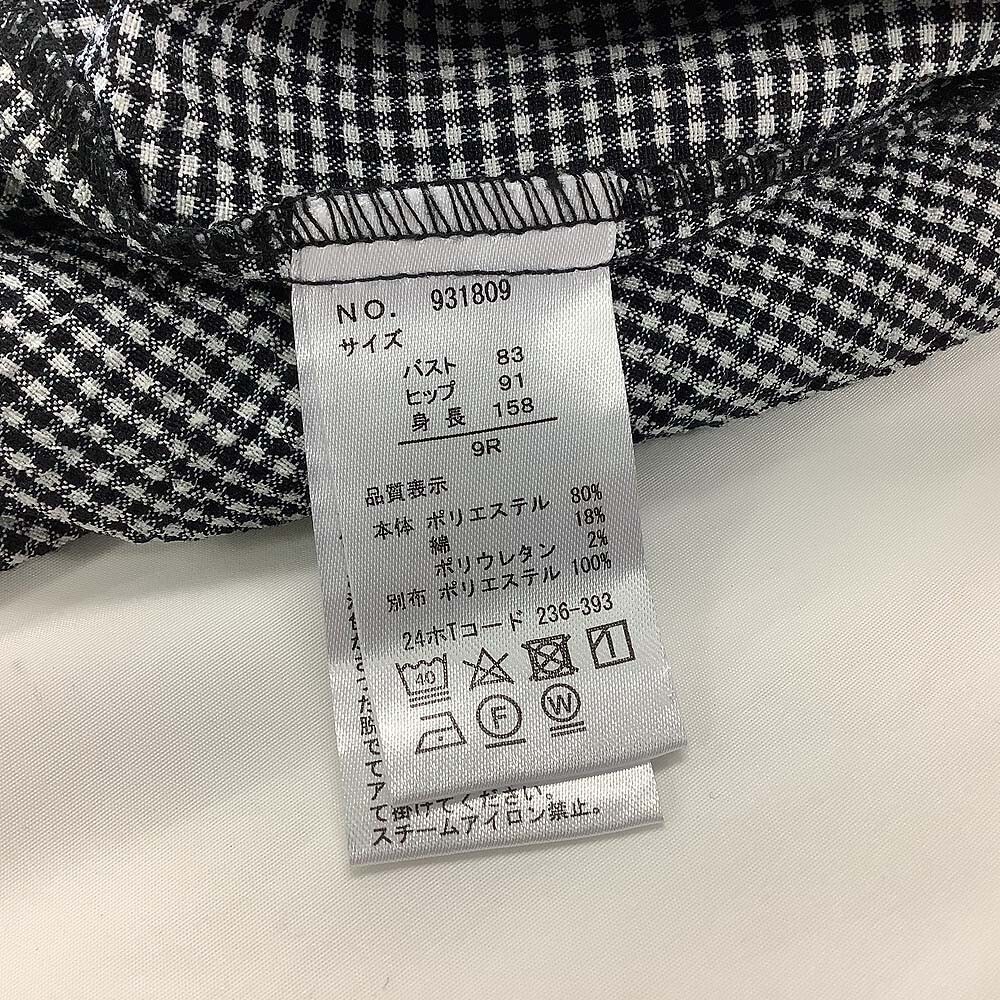 NO. 931809
サイズ
バスト 83
ヒップ 91
身長 158
9R
品質表示
本体 ポリエステル 80%
綿 18%
ポリウレタン 2%
別布 ポリエステル 100%
24ホTコード 236-393
40
F
W
掛けてください。
スチームアイロン禁止。